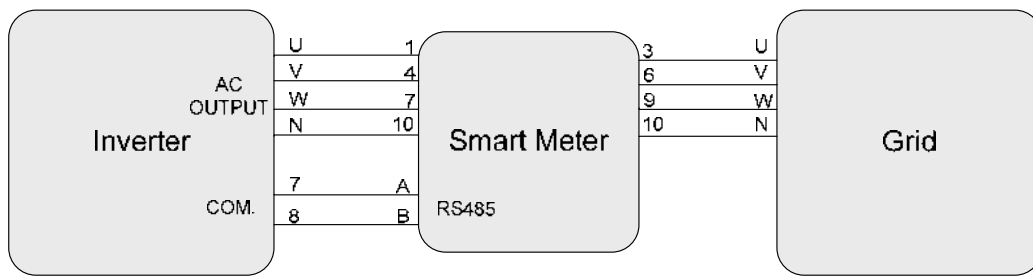 U 1
V 4
AC
OUTPUT
W 7
N 10
Inverter
7 A
COM.
8 B
RS485
Smart Meter
3 U
6 V
9 W
10 N
Grid